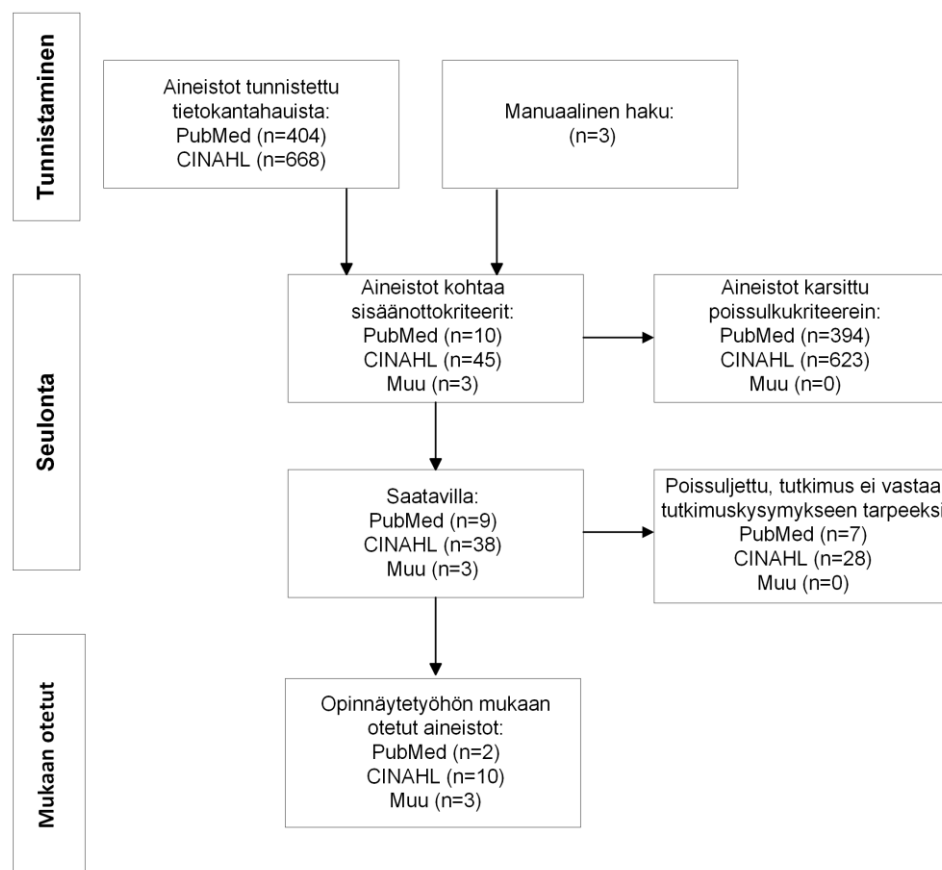 Tunnistaminen
Aineistot tunnistettu
tietokantahauista:
PubMed (n=404)
CINAHL (n=668)
Manuaalinen haku:
(n=3)
Seulonta
Aineistot kohtaa
sisäänottokriteerit:
PubMed (n=10)
CINAHL (n=45)
Muu (n=3)
Aineistot karsittu
poissulkukriteerein:
PubMed (n=394)
CINAHL (n=623)
Muu (n=0)
Saatavilla:
PubMed (n=9)
CINAHL (n=38)
Muu (n=3)
Poissuljettu, tutkimus ei vastaa
tutkimuskysymykseen tarpeeksi
PubMed (n=7)
CINAHL (n=28)
Muu (n=0)
Mukaan otetut
Opinnäytetyöhön mukaan
otetut aineistot:
PubMed (n=2)
CINAHL (n=10)
Muu (n=3)